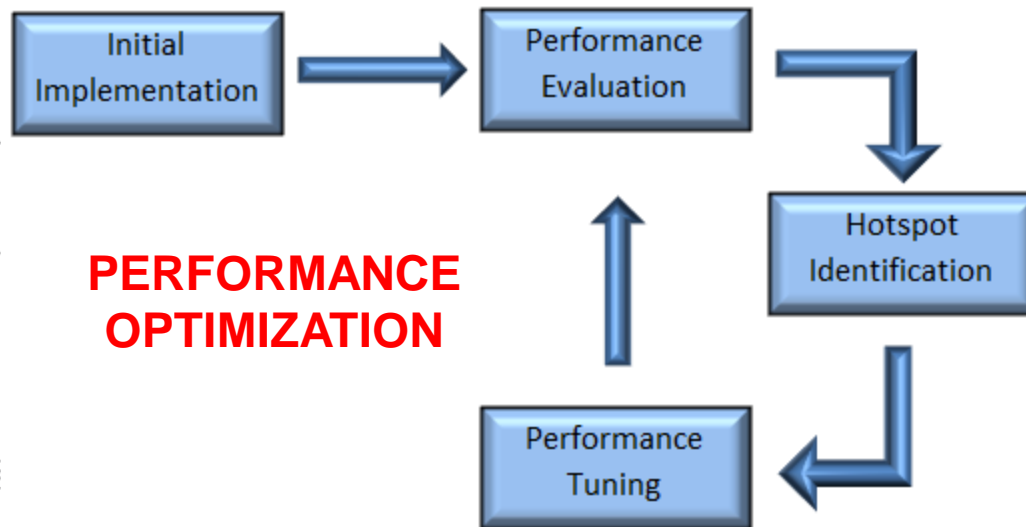 Initial
Implementation
Performance
Evaluation
Hotspot
Identification
PERFORMANCE
OPTIMIZATION
Performance
Tuning